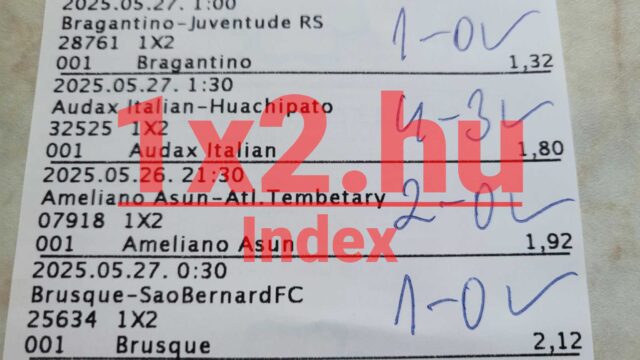 2025.05.27. 1:00
Bragantino-Juventude RS
28761 1X2
1-0✓
001 Bragantino 1,32
2025.05.27. 1:30
Audax Italian-Huachipato
32525 1X2
4-3✓
001 Audax Italian 1,80
2025.05.26. 21:30
Ameliano Asun-Atl.Tembetary
07918 1X2
2-0✓
001 Ameliano Asun 1,92
2025.05.27. 0:30
Brusque-SaoBernardFC
25634 1X2
1-0✓
001 Brusque 2,12
1x2.hu
Index